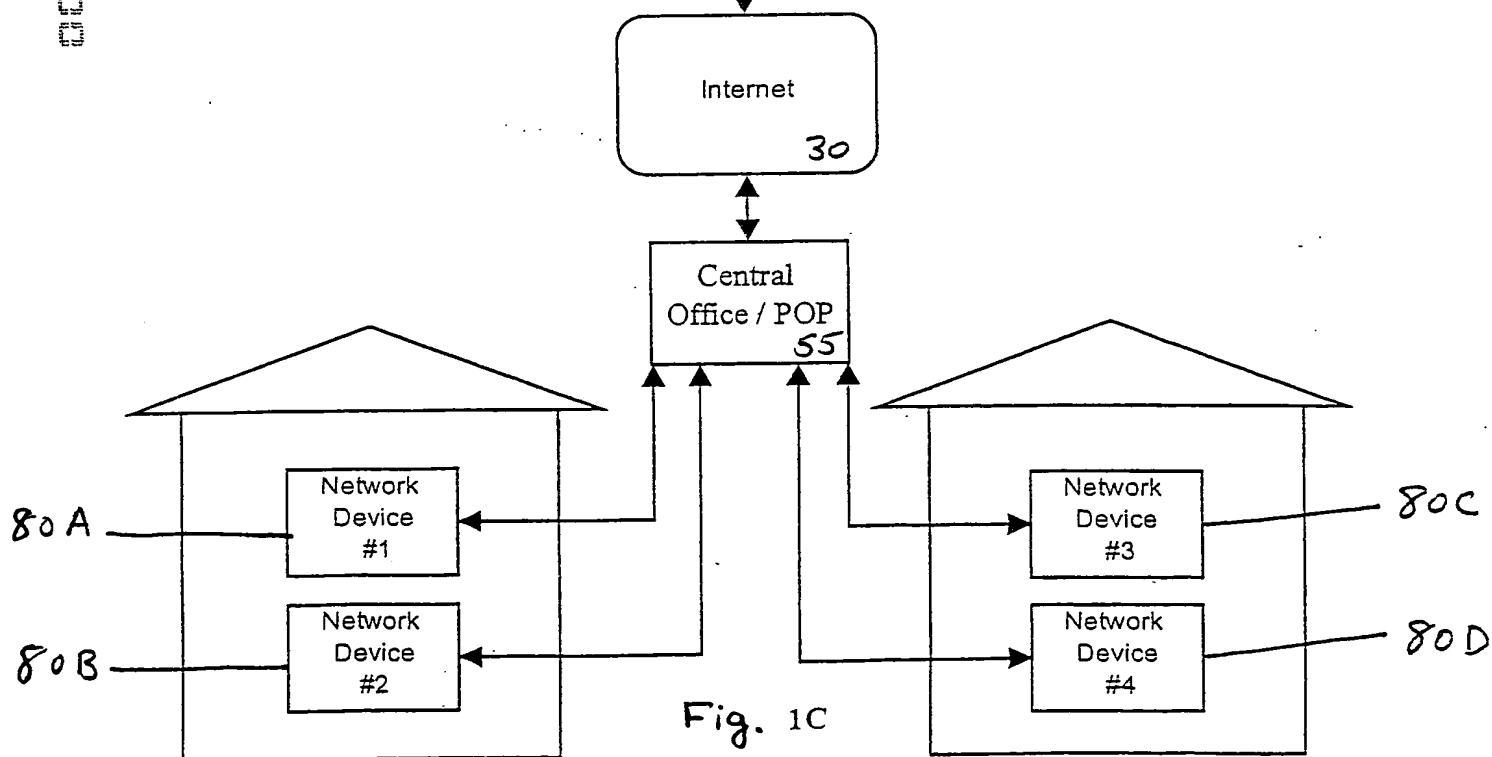 Internet
30
Central
Office / POP
55
80A
Network
Device
#1
80B
Network
Device
#2
Network
Device
#3
80C
Network
Device
#4
80D
Fig. 1C